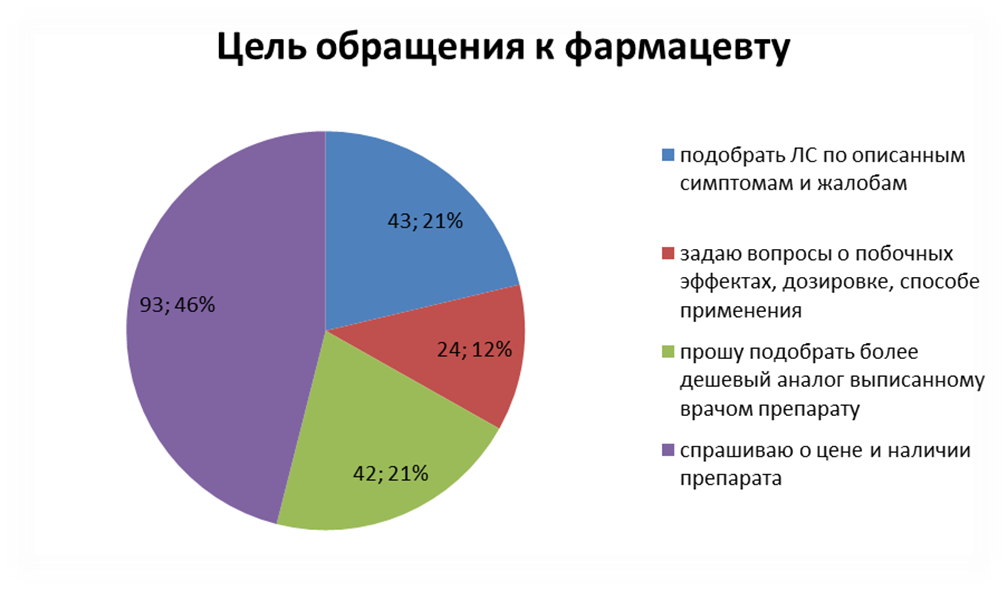 Цель обращения к фармацевту
43; 21%
24; 12%
42; 21%
93; 46%
подобрать ЛС по описанным
симптомам и жалобам
задаю вопросы о побочных
эффектах, дозировке, способе
применения
прошу подобрать более
дешевый аналог выписанному
врачом препарату
спрашиваю о цене и наличии
препарата